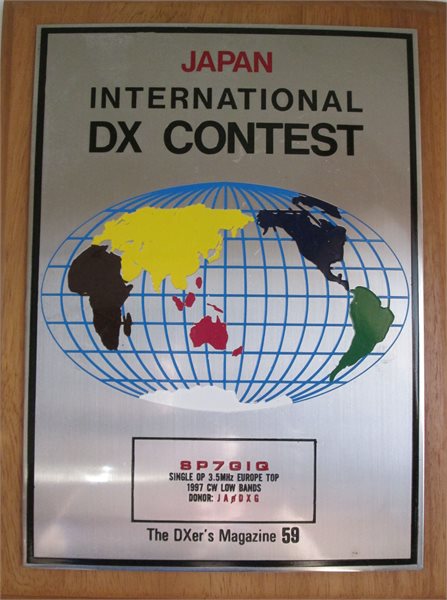 JAPAN
INTERNATIONAL
DX CONTEST
SP7GIQ
SINGLE OP 3.5MHz EUROPE TOP
1997 CW LOW BANDS
DONOR: JAØDXG
The DXer's Magazine 59